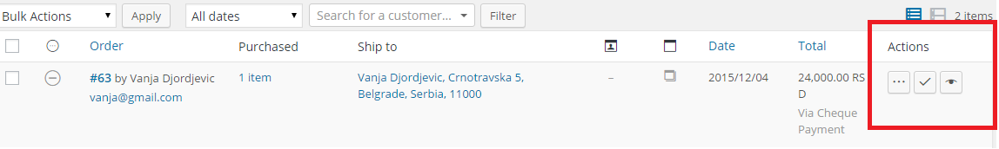 Bulk Actions Apply All dates Search for a customer... Filter 2 items
Order Purchased Ship to Date Total Actions
#63 by Vanja Djordjevic 1 item Vanja Djordjevic, Crnotravska 5, – 2015/12/04 24,000.00 RS
vanja@gmail.com Belgrade, Serbia, 11000 D
Via Cheque
Payment